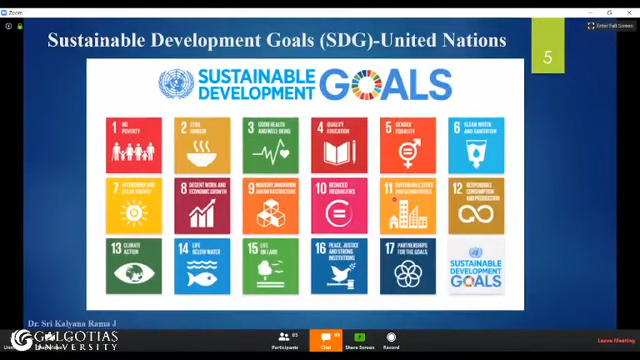 Zoom
Enter Full Screen
Sustainable Development Goals (SDG)-United Nations
5
SUSTAINABLE
DEVELOPMENT
GOALS
1 NO
POVERTY
2 ZERO
HUNGER
3 GOOD HEALTH
AND WELL-BEING
4 QUALITY
EDUCATION
5 GENDER
EQUALITY
6 CLEAN WATER
AND SANITATION
7 AFFORDABLE AND
CLEAN ENERGY
8 DECENT WORK AND
ECONOMIC GROWTH
9 INDUSTRY, INNOVATION
AND INFRASTRUCTURE
10 REDUCED
INEQUALITIES
11 SUSTAINABLE CITIES
AND COMMUNITIES
12 RESPONSIBLE
CONSUMPTION
AND PRODUCTION
13 CLIMATE
ACTION
14 LIFE
BELOW WATER
15 LIFE
ON LAND
16 PEACE, JUSTICE
AND STRONG
INSTITUTIONS
17 PARTNERSHIPS
FOR THE GOALS
SUSTAINABLE
DEVELOPMENT
GOALS
Dr. Sri Kalyana Rama J
GALGOTIAS
UNIVERSITY
Participants
Chat
Share Screen
Record
Leave Meeting